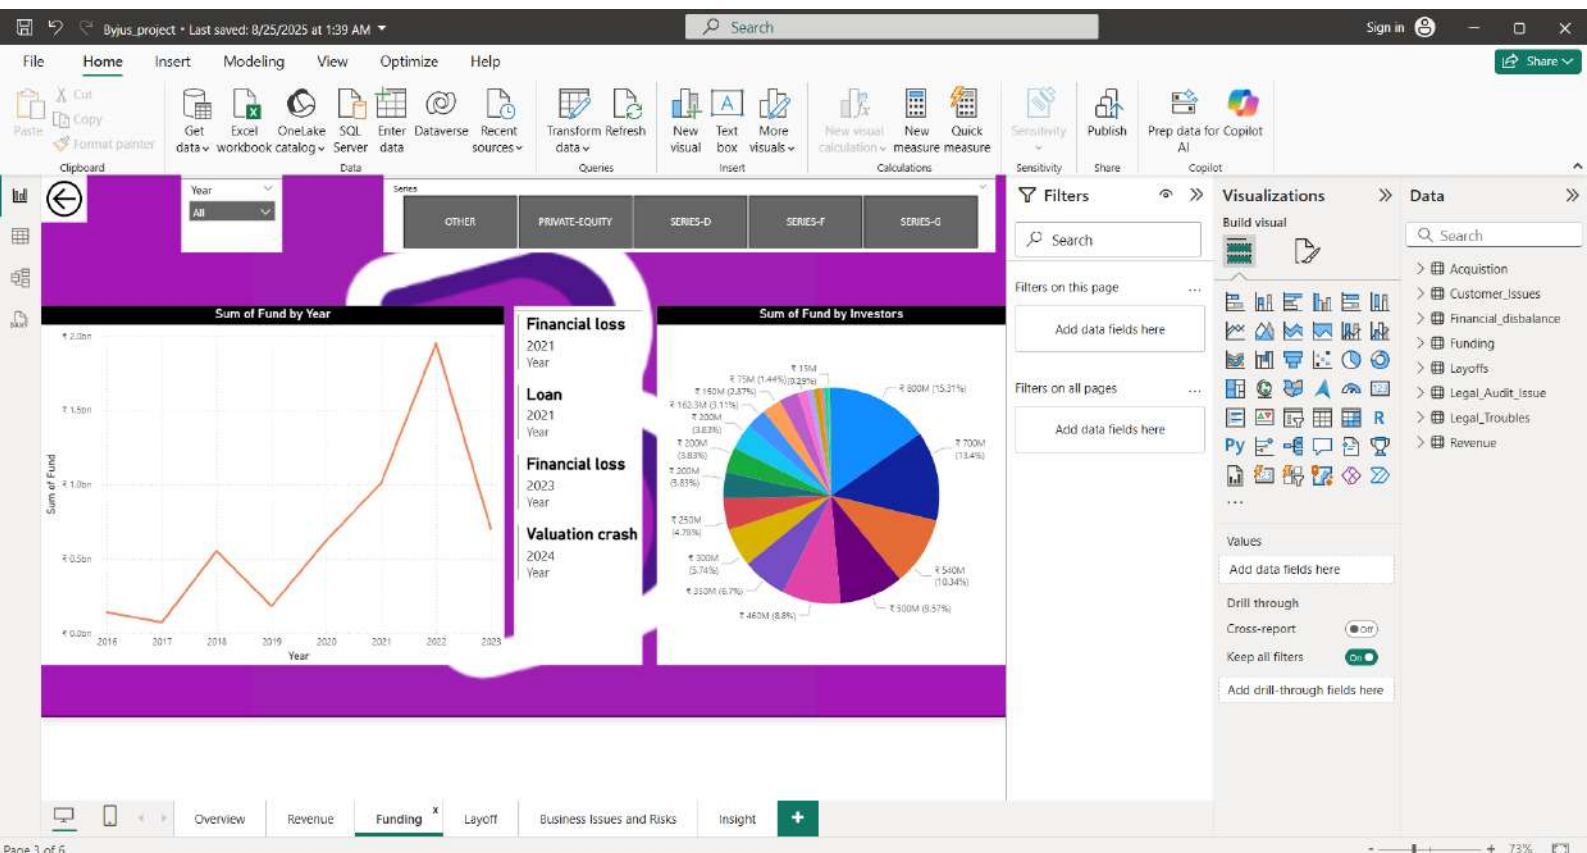 Byjus_project • Last saved: 8/25/2025 at 1:39 AM
Search
Sign in
File Home Insert Modeling View Optimize Help
Share
Paste
Cut
Copy
Format painter
Clipboard
Get data
Excel workbook
OneLake catalog
SQL Server
Enter data
Dataverse
Recent sources
Data
Transform data
Refresh
Queries
New visual
Text box
More visuals
Insert
New visual calculation
New measure
Quick measure
Calculations
Sensitivity
Sensitivity
Publish
Share
Prep data for AI
Copilot
Copilot
Year
All
Series
OTHER
PRIVATE-EQUITY
SERIES-D
SERIES-F
SERIES-G
Sum of Fund by Year
₹ 2.0bn
₹ 1.5bn
₹ 1.0bn
₹ 0.5bn
₹ 0.0bn
Sum of Fund
2016 2017 2018 2019 2020 2021 2022 2023
Year
Financial loss
2021
Year
Loan
2021
Year
Financial loss
2023
Year
Valuation crash
2024
Year
Sum of Fund by Investors
₹ 800M (15.31%)
₹ 700M
(13.4%)
₹ 540M
(10.34%)
₹ 500M (9.57%)
₹ 460M (8.8%)
₹ 350M (6.7%)
₹ 300M
(5.74%)
₹ 250M
(4.78%)
₹ 200M
(3.83%)
₹ 200M
(3.83%)
₹ 200M
(3.83%)
₹ 162.3M (3.11%)
₹ 150M (2.87%)
₹ 75M (1.44%)
₹ 15M
(0.29%)
Filters
Search
Filters on this page
...
Add data fields here
Filters on all pages
...
Add data fields here
Visualizations
Build visual
123
R
Py
...
Values
Add data fields here
Drill through
Cross-report
Off
Keep all filters
On
Add drill-through fields here
Data
Search
Acquistion
Customer_Issues
Financial_disbalance
Funding
Layoffs
Legal_Audit_Issue
Legal_Troubles
Revenue
Overview
Revenue
Funding
x
Layoff
Business Issues and Risks
Insight
+
Page 3 of 6
- + 73%